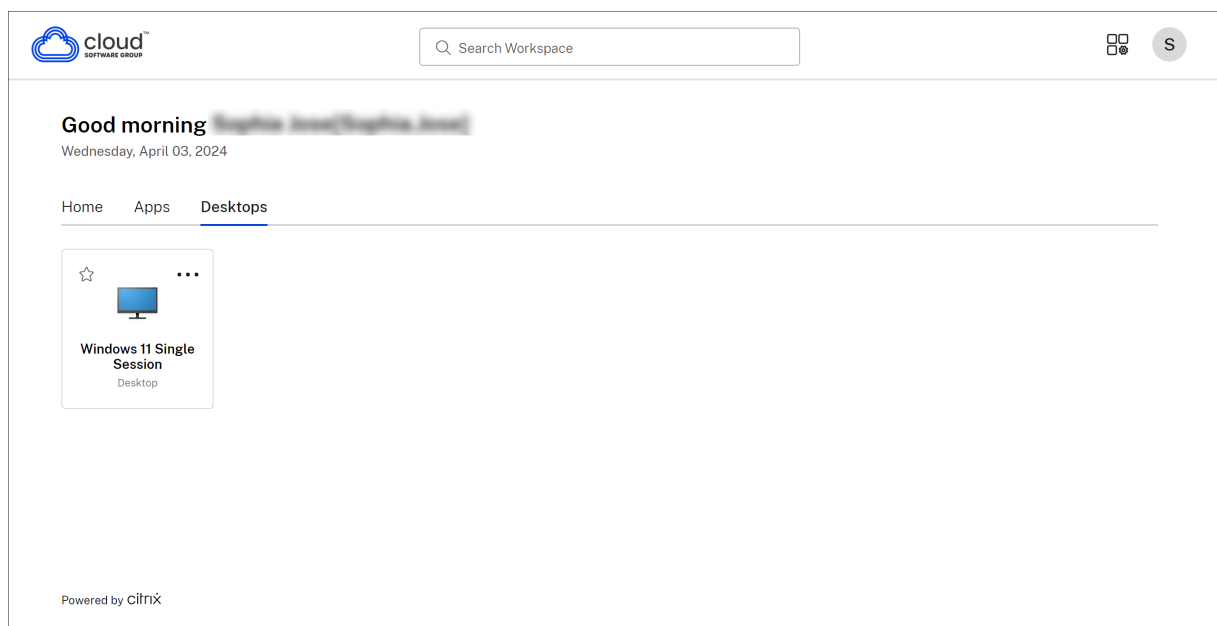 cloud™
SOFTWARE GROUP
Search Workspace
S
Good morning
Wednesday, April 03, 2024
Home Apps Desktops
Windows 11 Single
Session
Desktop
Powered by citrix